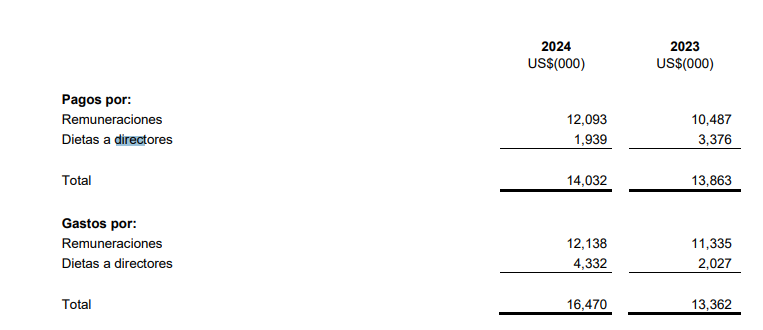 2024 2023
US$(000) US$(000)
Pagos por:
Remuneraciones 12,093 10,487
Dietas a directores 1,939 3,376
Total 14,032 13,863
Gastos por:
Remuneraciones 12,138 11,335
Dietas a directores 4,332 2,027
Total 16,470 13,362